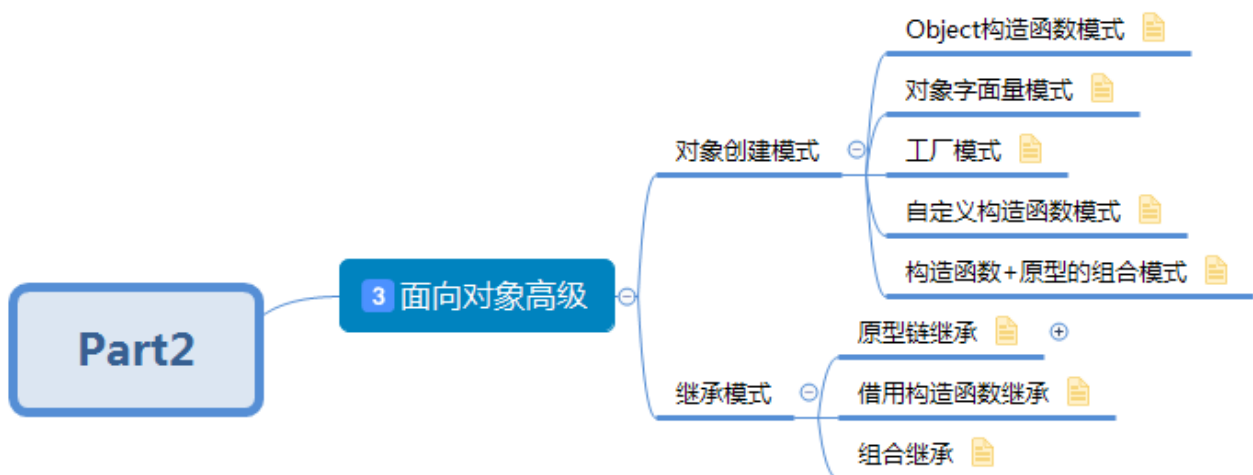 Part2
3 面向对象高级
对象创建模式
Object构造函数模式
对象字面量模式
工厂模式
自定义构造函数模式
构造函数+原型的组合模式
继承模式
原型链继承
借用构造函数继承
组合继承